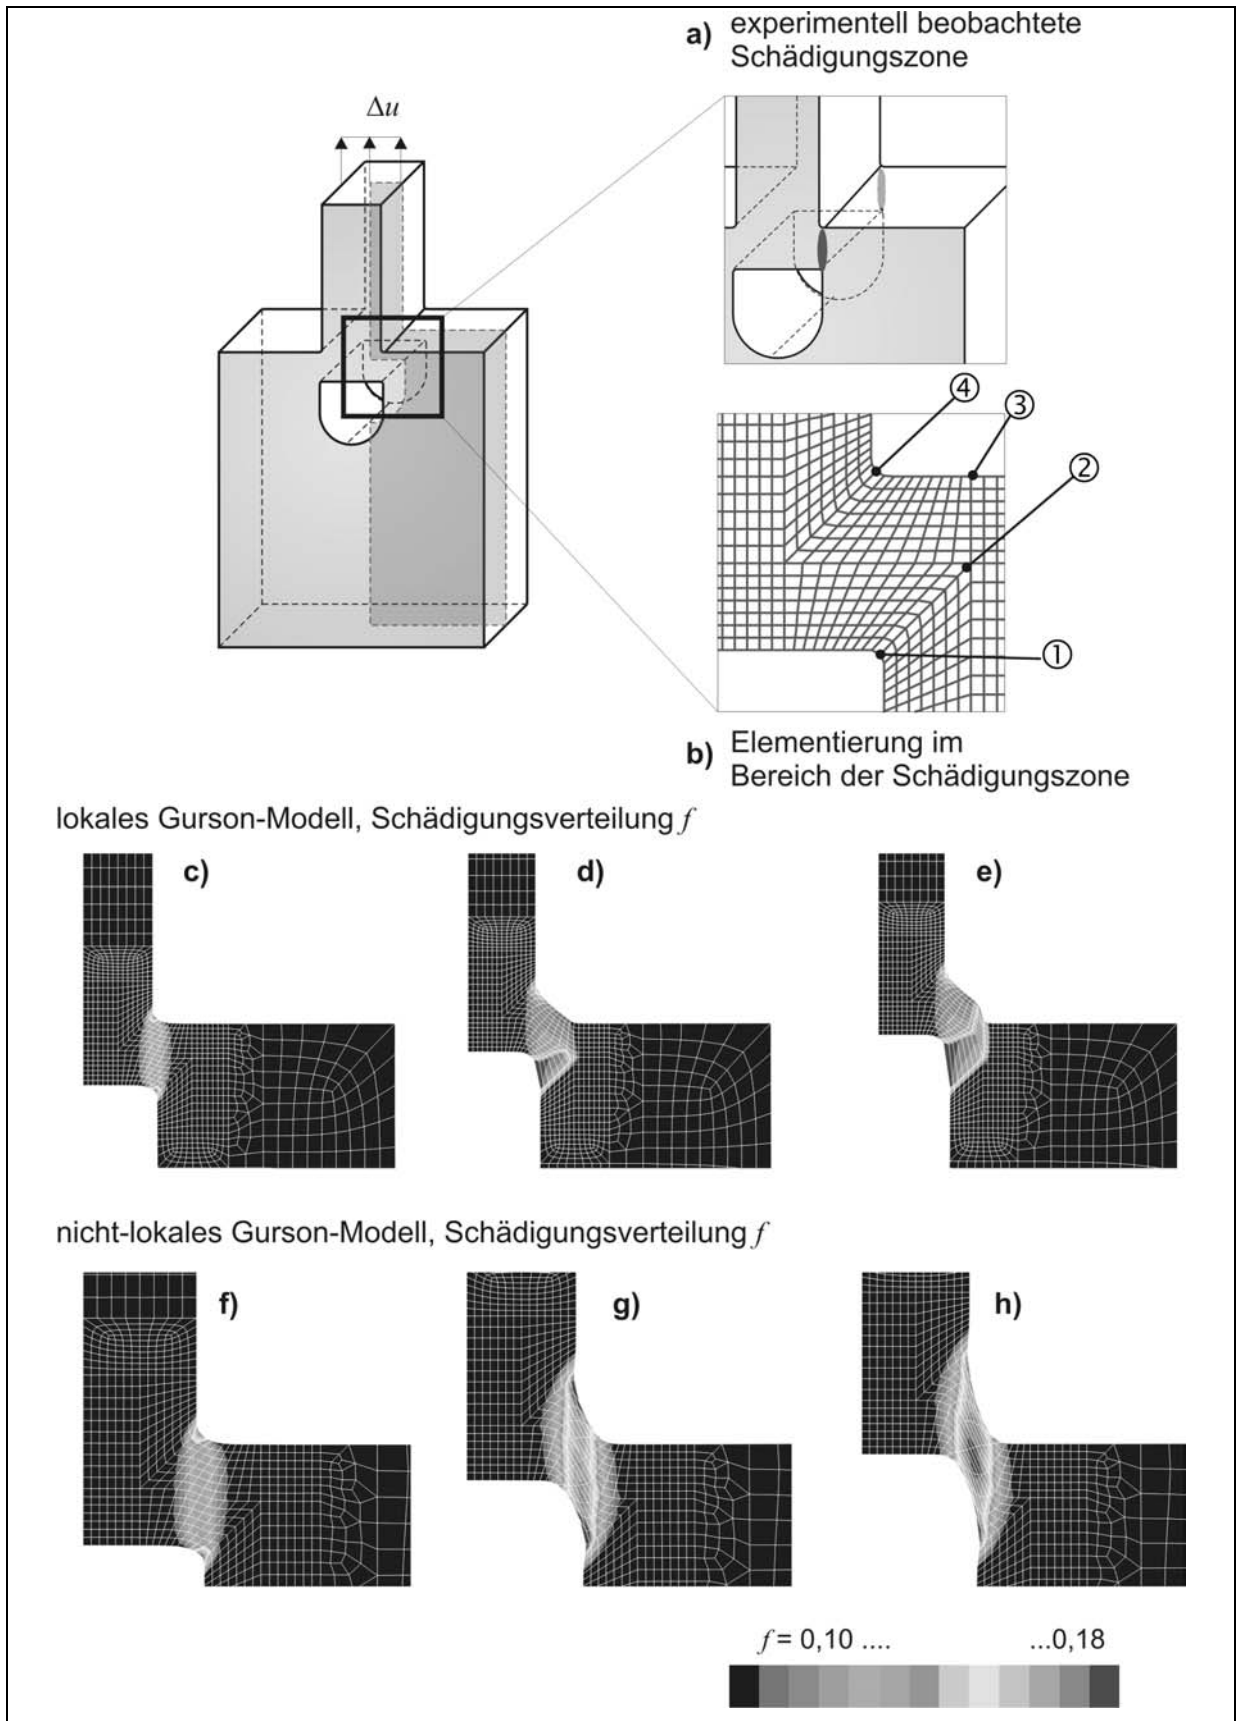 a) experimentell beobachtete
Schädigungszone
Δu
④
③
②
①
b) Elementierung im
Bereich der Schädigungszone
lokales Gurson-Modell, Schädigungsverteilung f
c)
d)
e)
nicht-lokales Gurson-Modell, Schädigungsverteilung f
f)
g)
h)
f = 0,10 .... ...0,18